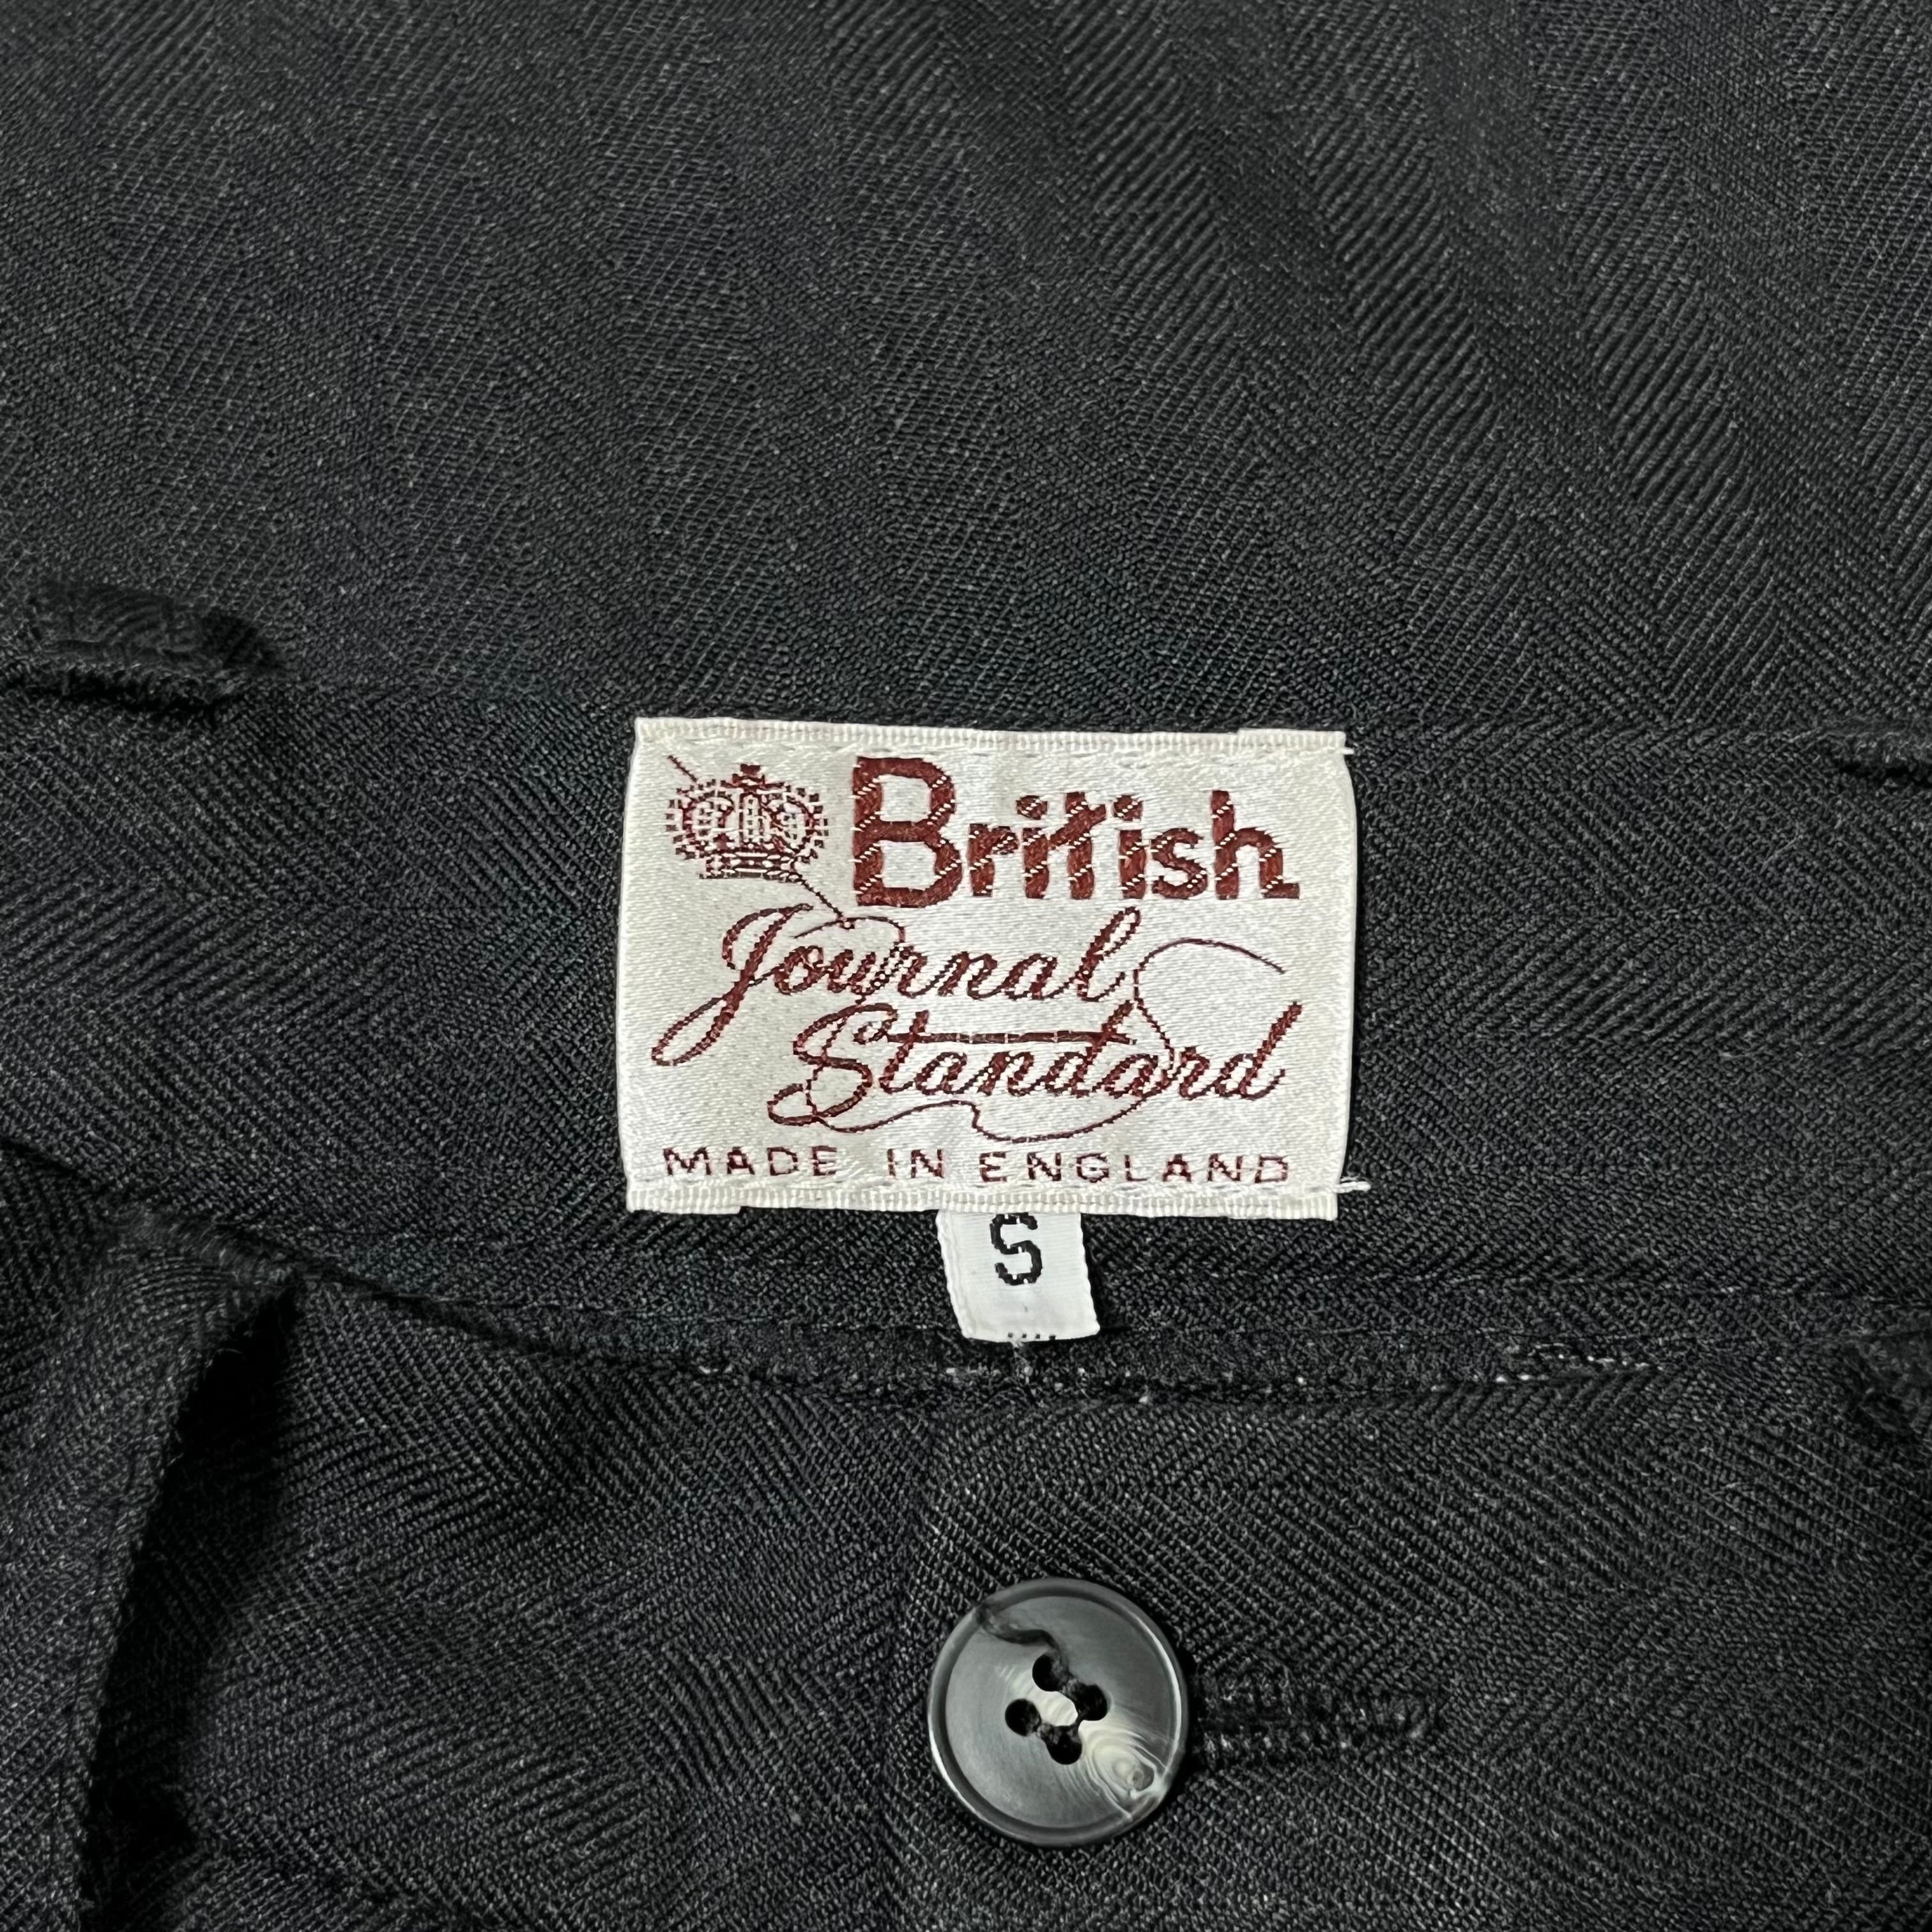 British
Journal
Standard
MADE IN ENGLAND
S